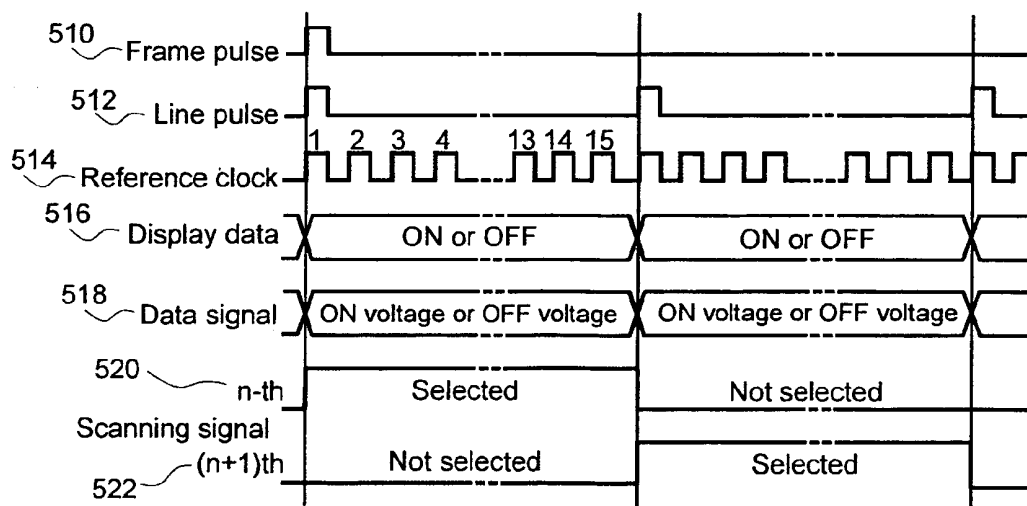 510 Frame pulse
512 Line pulse
1 2 3 4 13 14 15
514 Reference clock
516 Display data ON or OFF ON or OFF
518 Data signal ON voltage or OFF voltage ON voltage or OFF voltage
520 n-th Selected Not selected
Scanning signal
522 (n+1)th Not selected Selected